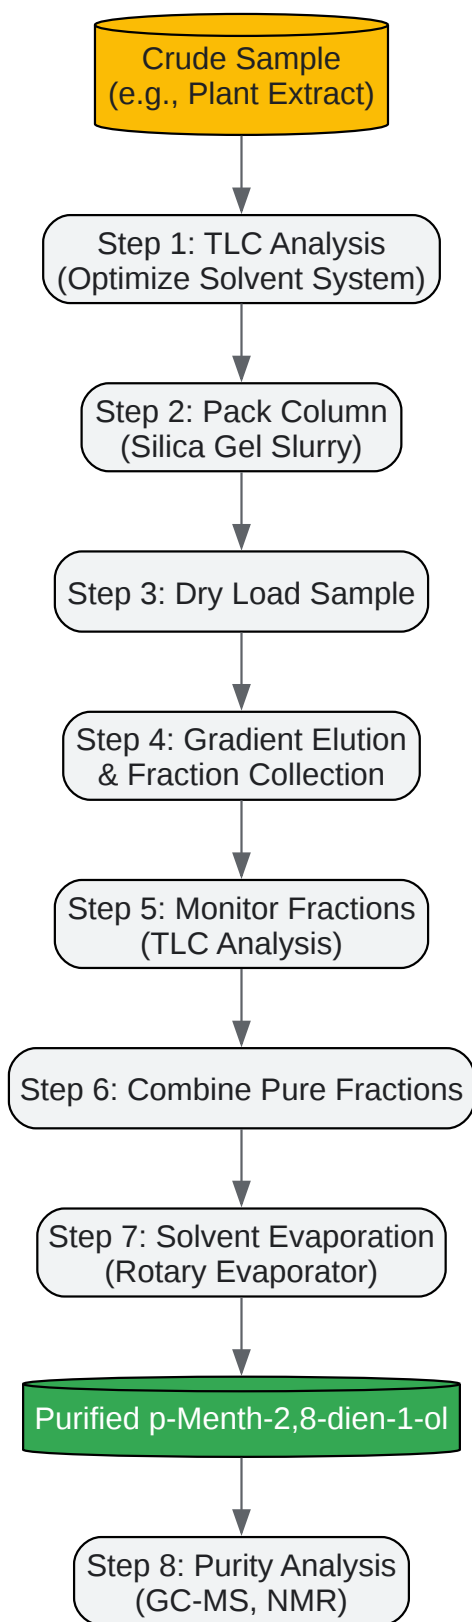 Crude Sample
(e.g., Plant Extract)
Step 1: TLC Analysis
(Optimize Solvent System)
Step 2: Pack Column
(Silica Gel Slurry)
Step 3: Dry Load Sample
Step 4: Gradient Elution
& Fraction Collection
Step 5: Monitor Fractions
(TLC Analysis)
Step 6: Combine Pure Fractions
Step 7: Solvent Evaporation
(Rotary Evaporator)
Purified p-Menth-2,8-dien-1-ol
Step 8: Purity Analysis
(GC-MS, NMR)